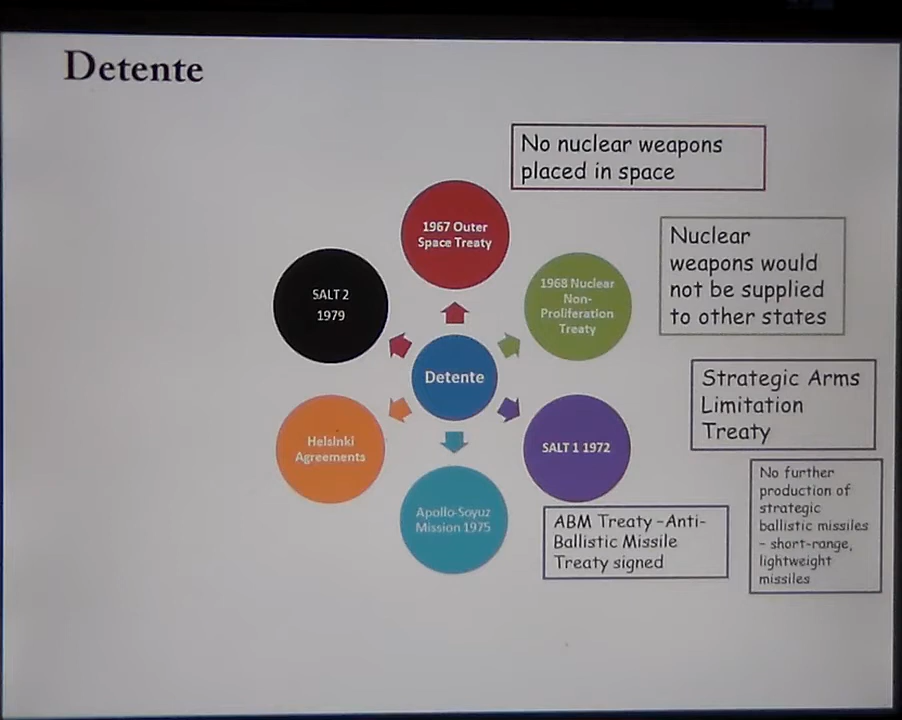 Detente
No nuclear weapons
placed in space
1967 Outer
Space Treaty
Nuclear
weapons would
not be supplied
to other states
1968 Nuclear
Non-
Proliferation
Treaty
SALT 2
1979
Detente
Strategic Arms
Limitation
Treaty
SALT 1 1972
Helsinki
Agreements
No further
production of
strategic
ballistic missiles
– short-range,
lightweight
missiles
Apollo-Soyuz
Mission 1975
ABM Treaty –Anti-
Ballistic Missile
Treaty signed